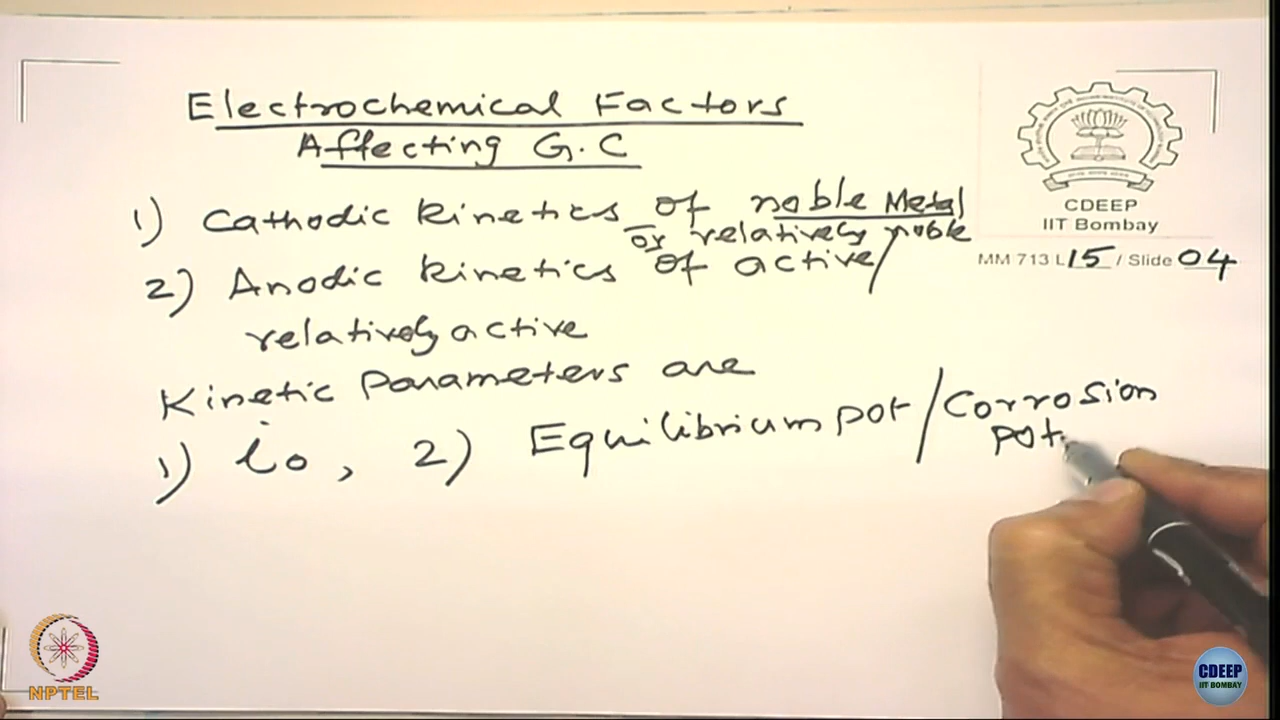 Electrochemical Factors
Affecting G.C
1) Cathodic kinetics of noble Metal
or relatively noble
2) Anodic kinetics of active/
relatively active
Kinetic Parameters are
1) io, 2) Equilibrium pot / Corrosion
pot.
CDEEP
IIT Bombay
MM 713 L15 / Slide 04
NPTEL
CDEEP
IIT BOMBAY